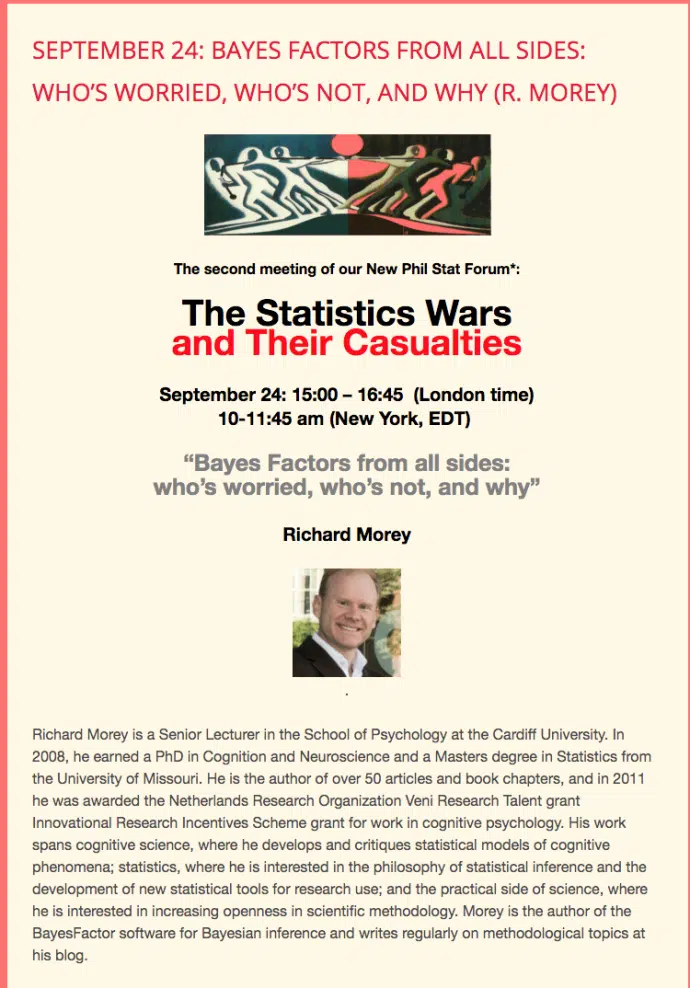 SEPTEMBER 24: BAYES FACTORS FROM ALL SIDES:
WHO’S WORRIED, WHO’S NOT, AND WHY (R. MOREY)
The second meeting of our New Phil Stat Forum*:
The Statistics Wars
and Their Casualties
September 24: 15:00 – 16:45 (London time)
10-11:45 am (New York, EDT)
“Bayes Factors from all sides:
who’s worried, who’s not, and why”
Richard Morey
.
Richard Morey is a Senior Lecturer in the School of Psychology at the Cardiff University. In
2008, he earned a PhD in Cognition and Neuroscience and a Masters degree in Statistics from
the University of Missouri. He is the author of over 50 articles and book chapters, and in 2011
he was awarded the Netherlands Research Organization Veni Research Talent grant
Innovational Research Incentives Scheme grant for work in cognitive psychology. His work
spans cognitive science, where he develops and critiques statistical models of cognitive
phenomena; statistics, where he is interested in the philosophy of statistical inference and the
development of new statistical tools for research use; and the practical side of science, where
he is interested in increasing openness in scientific methodology. Morey is the author of the
BayesFactor software for Bayesian inference and writes regularly on methodological topics at
his blog.